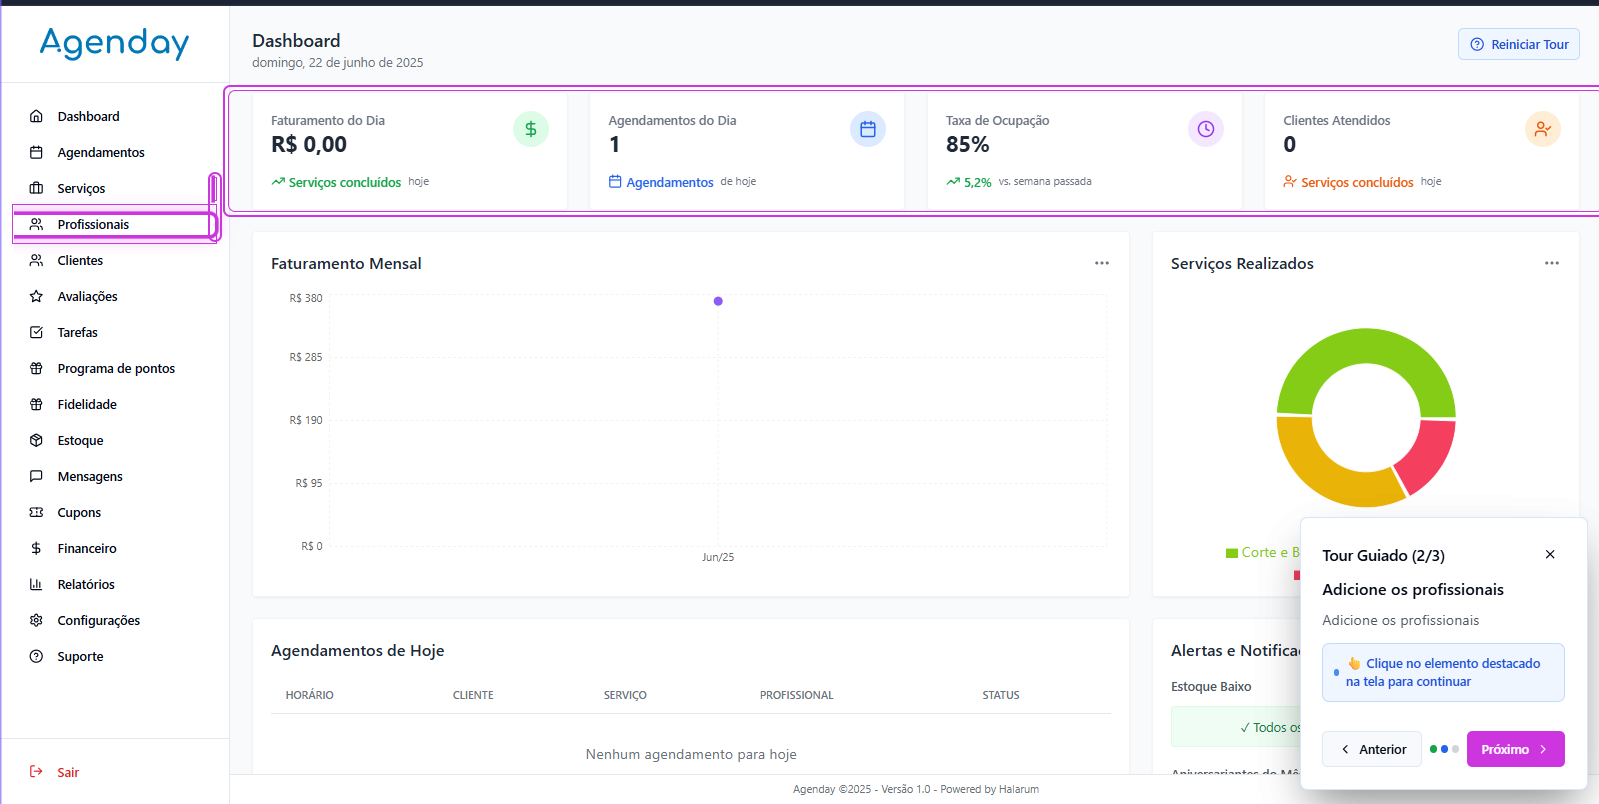 Agenday
Dashboard
Agendamentos
Serviços
Profissionais
Clientes
Avaliações
Tarefas
Programa de pontos
Fidelidade
Estoque
Mensagens
Cupons
Financeiro
Relatórios
Configurações
Suporte
Sair
Dashboard
domingo, 22 de junho de 2025
Reiniciar Tour
Faturamento do Dia
R$ 0,00
Serviços concluídos hoje
Agendamentos do Dia
1
Agendamentos de hoje
Taxa de Ocupação
85%
5,2% vs. semana passada
Clientes Atendidos
0
Serviços concluídos hoje
Faturamento Mensal
R$ 380
R$ 285
R$ 190
R$ 95
R$ 0
Jun/25
Serviços Realizados
Corte e B
Agendamentos de Hoje
HORÁRIO CLIENTE SERVIÇO PROFISSIONAL STATUS
Nenhum agendamento para hoje
Alertas e Notifica
Estoque Baixo
✓ Todos os
Aniversariantes do Mê
Tour Guiado (2/3)
Adicione os profissionais
Adicione os profissionais
👆 Clique no elemento destacado
na tela para continuar
Anterior
Próximo
Agenday ©2025 - Versão 1.0 - Powered by Halarum